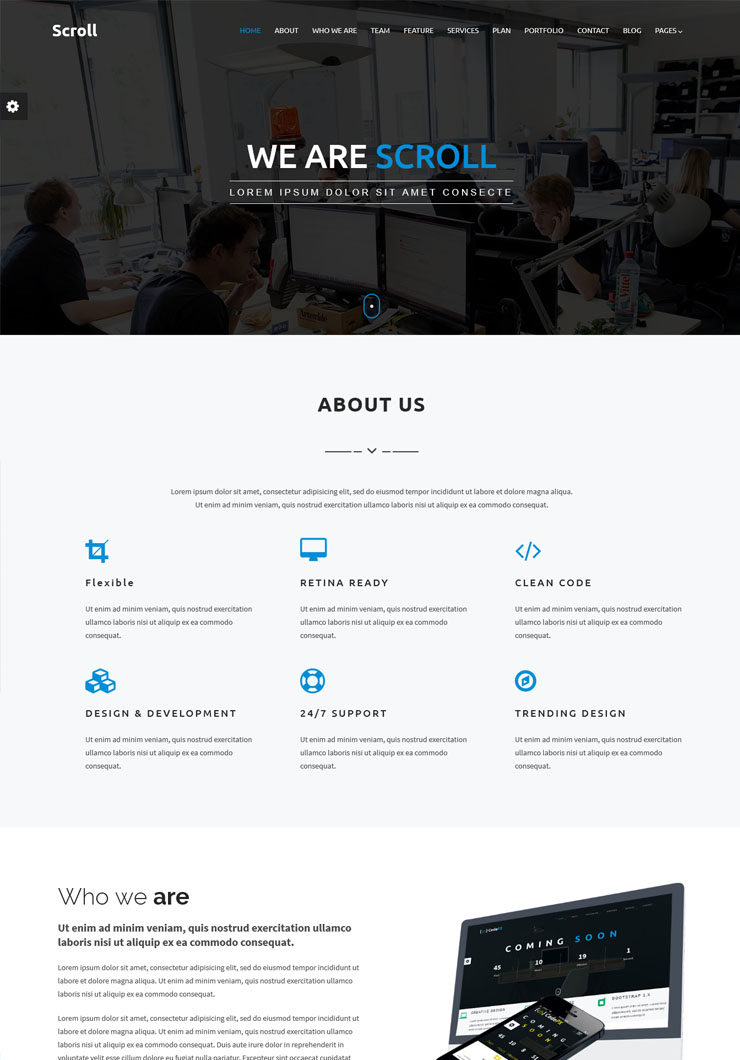 Scroll
HOME ABOUT WHO WE ARE TEAM FEATURE SERVICES PLAN PORTFOLIO CONTACT BLOG PAGES
WE ARE SCROLL
LOREM IPSUM DOLOR SIT AMET CONSECTE
Vittel
ABOUT US
Lorem ipsum dolor sit amet, consectetur adipisicing elit, sed do eiusmod tempor incididunt ut labore et dolore magna aliqua.
Ut enim ad minim veniam, quis nostrud exercitation ullamco laboris nisi ut aliquip ex ea commodo consequat.
Flexible
Ut enim ad minim veniam, quis nostrud exercitation
ullamco laboris nisi ut aliquip ex ea commodo
consequat.
RETINA READY
Ut enim ad minim veniam, quis nostrud exercitation
ullamco laboris nisi ut aliquip ex ea commodo
consequat.
CLEAN CODE
Ut enim ad minim veniam, quis nostrud exercitation
ullamco laboris nisi ut aliquip ex ea commodo
consequat.
DESIGN & DEVELOPMENT
Ut enim ad minim veniam, quis nostrud exercitation
ullamco laboris nisi ut aliquip ex ea commodo
consequat.
24/7 SUPPORT
Ut enim ad minim veniam, quis nostrud exercitation
ullamco laboris nisi ut aliquip ex ea commodo
consequat.
TRENDING DESIGN
Ut enim ad minim veniam, quis nostrud exercitation
ullamco laboris nisi ut aliquip ex ea commodo
consequat.
Who we are
Ut enim ad minim veniam, quis nostrud exercitation ullamco
laboris nisi ut aliquip ex ea commodo consequat.
Lorem ipsum dolor sit amet, consectetur adipisicing elit, sed do eiusmod tempor incididunt ut
labore et dolore magna aliqua. Ut enim ad minim veniam, quis nostrud exercitation ullamco
laboris nisi ut aliquip ex ea commodo consequat.
Lorem ipsum dolor sit amet, consectetur adipisicing elit, sed do eiusmod tempor incididunt ut
labore et dolore magna aliqua. Ut enim ad minim veniam, quis nostrud exercitation ullamco
laboris nisi ut aliquip ex ea commodo consequat. Duis aute irure dolor in reprehenderit in
voluptate velit esse cillum dolore eu fugiat nulla pariatur. Excepteur sint occaecat cupidatat
COMING SOON
45 10 19 1
CREATIVE DESIGN
BOOTSTRAP 3.X
COMING
SOON
45 10 8 51